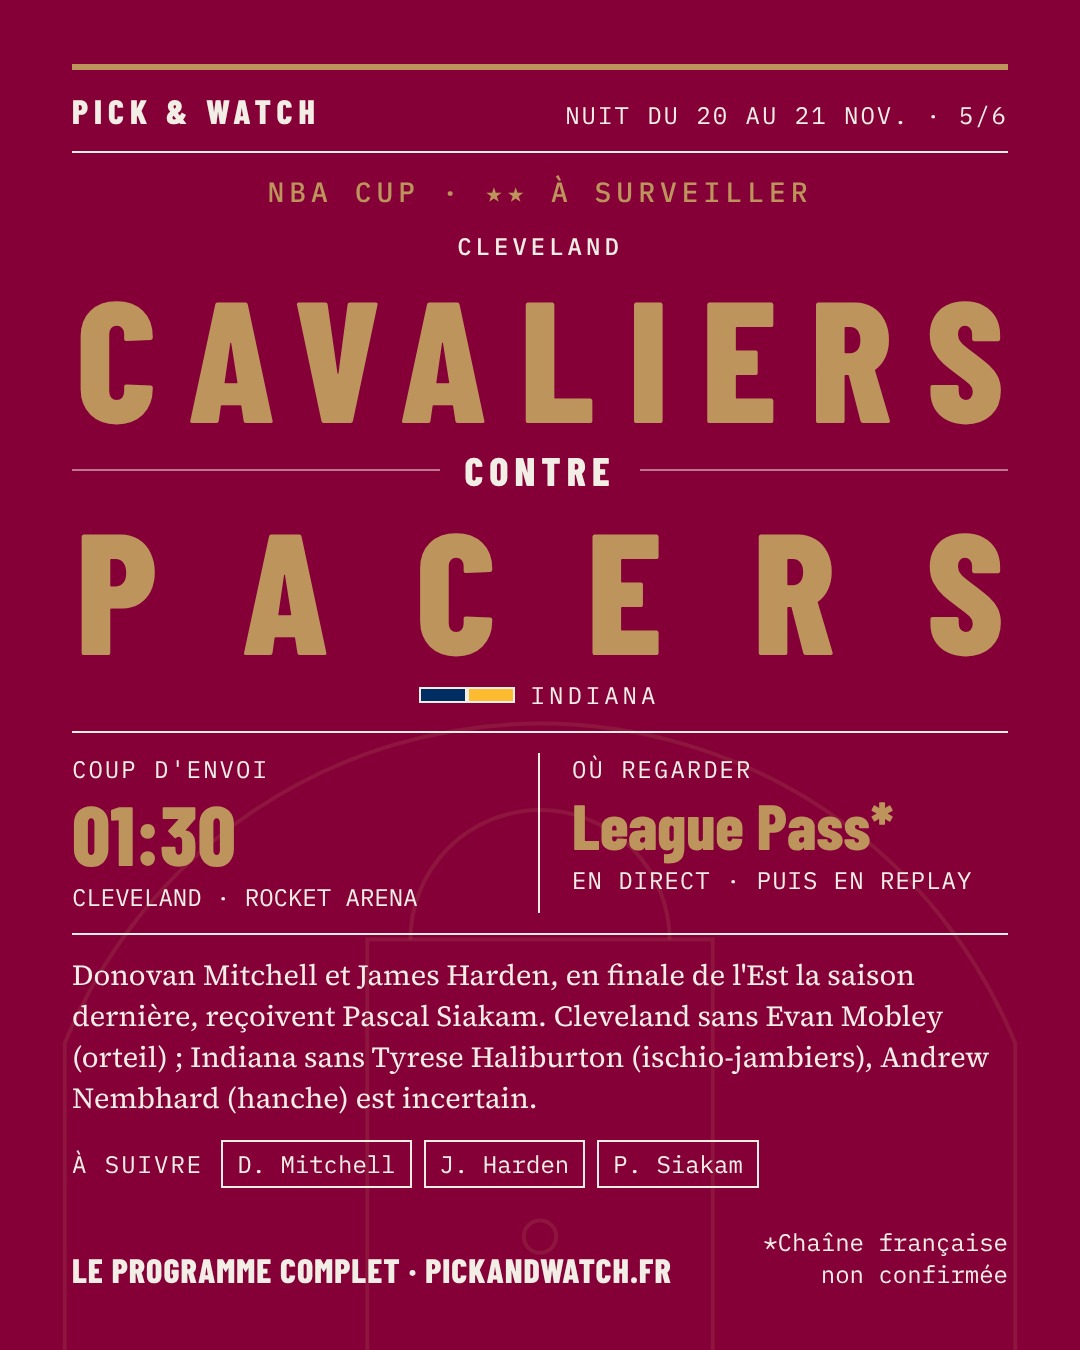 PICK & WATCH
NUIT DU 20 AU 21 NOV. · 5/6
NBA CUP · ★★ À SURVEILLER
CLEVELAND
CAVALIERS
CONTRE
PACERS
INDIANA
COUP D'ENVOI
01:30
CLEVELAND · ROCKET ARENA
OÙ REGARDER
League Pass*
EN DIRECT · PUIS EN REPLAY
Donovan Mitchell et James Harden, en finale de l'Est la saison
dernière, reçoivent Pascal Siakam. Cleveland sans Evan Mobley
(orteil) ; Indiana sans Tyrese Haliburton (ischio-jambiers), Andrew
Nembhard (hanche) est incertain.
À SUIVRE D. Mitchell J. Harden P. Siakam
LE PROGRAMME COMPLET · PICKANDWATCH.FR
*Chaîne française
non confirmée